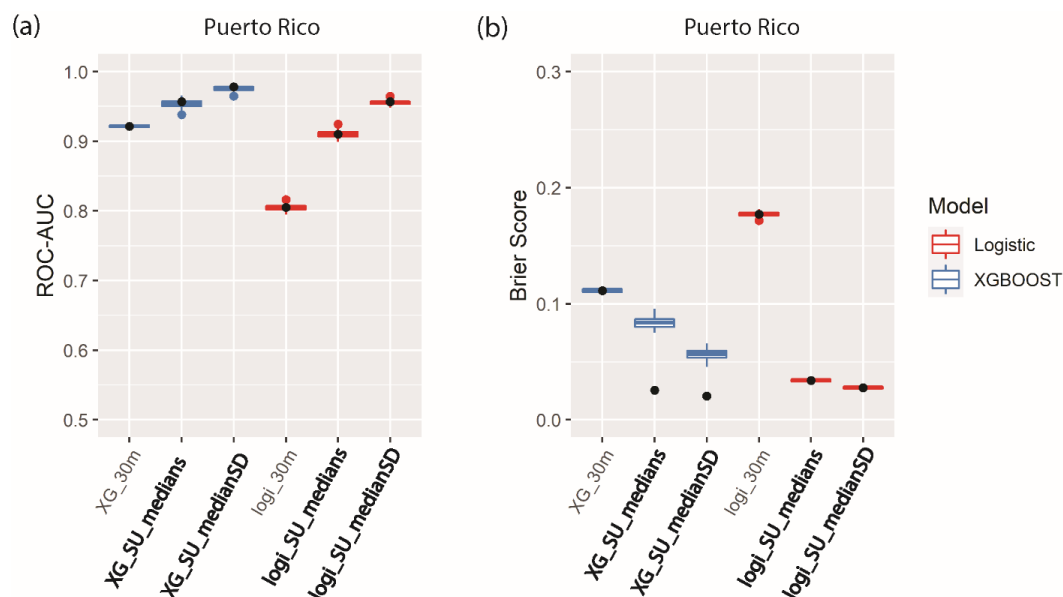 (a)
Puerto Rico
ROC-AUC
1.0
0.9
0.8
0.7
0.6
0.5
XG_30m
XG_SU_medians
XG_SU_medianSD
logi_30m
logi_SU_medians
logi_SU_medianSD
(b)
Puerto Rico
Brier Score
0.3
0.2
0.1
0.0
XG_30m
XG_SU_medians
XG_SU_medianSD
logi_30m
logi_SU_medians
logi_SU_medianSD
Model
Logistic
XGBOOST